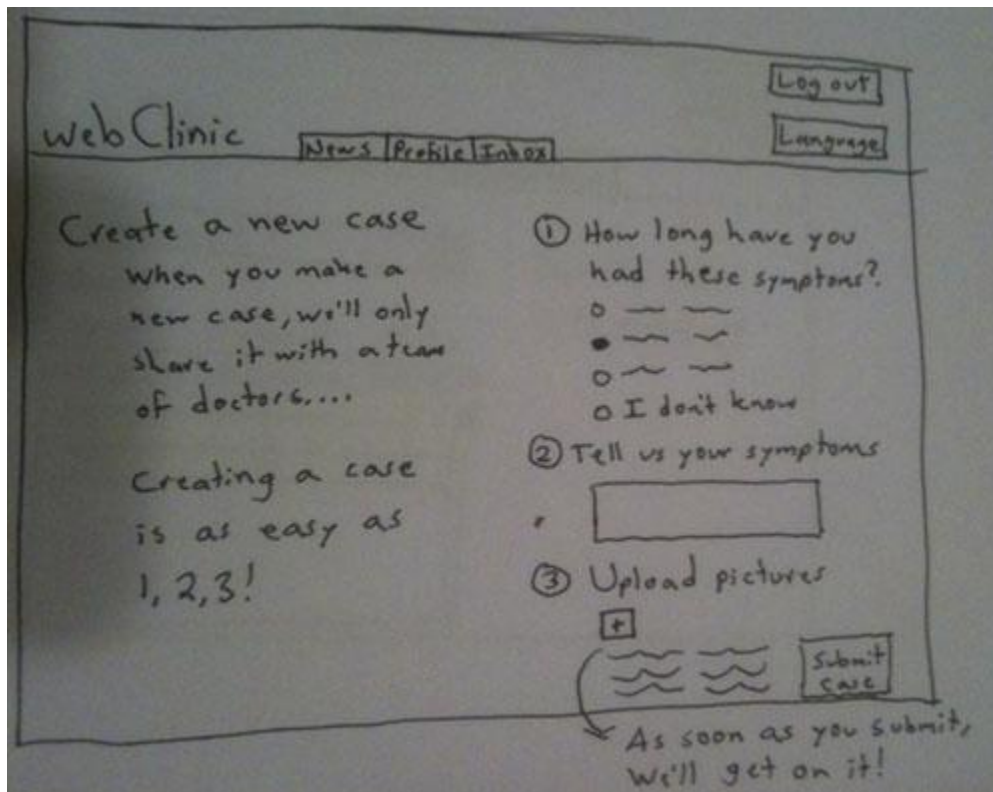 Log out
webClinic
News Profile Inbox
Language
Create a new case
when you make a
new case, we'll only
share it with a team
of doctors....
Creating a case
is as easy as
1, 2, 3!
① How long have you
had these symptoms?
I don't know
② Tell us your symptoms
③ Upload pictures
+
Submit
case
As soon as you submit,
We'll get on it!